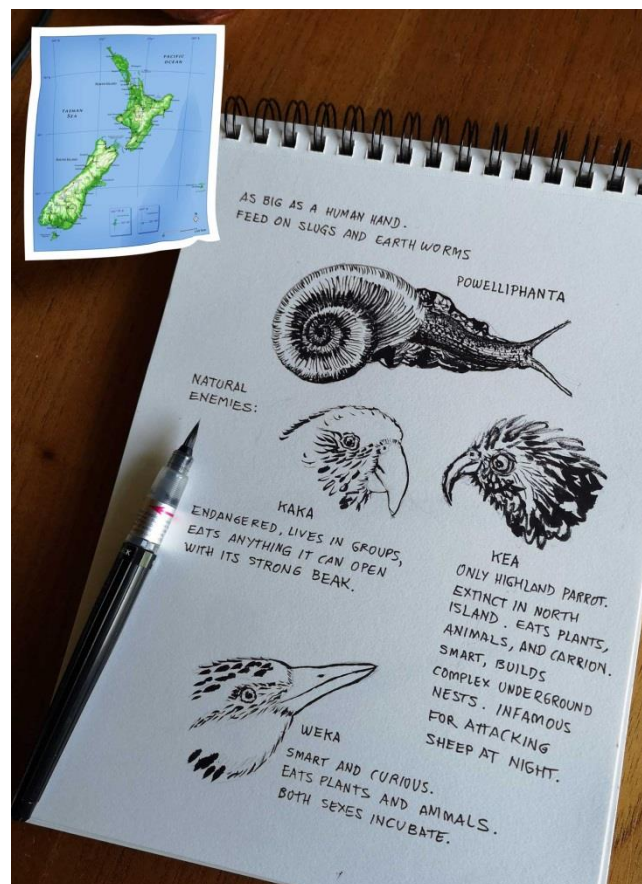 PACIFIC
OCEAN
TASMAN
SEA
AS BIG AS A HUMAN HAND.
FEED ON SLUGS AND EARTH WORMS
POWELLIPHANTA
NATURAL
ENEMIES:
KAKA
ENDANGERED, LIVES IN GROUPS,
EATS ANYTHING IT CAN OPEN
WITH ITS STRONG BEAK.
KEA
ONLY HIGHLAND PARROT.
EXTINCT IN NORTH
ISLAND. EATS PLANTS,
ANIMALS, AND CARRION.
SMART, BUILDS
COMPLEX UNDERGROUND
NESTS. INFAMOUS
FOR ATTACKING
SHEEP AT NIGHT.
WEKA
SMART AND CURIOUS.
EATS PLANTS AND ANIMALS.
BOTH SEXES INCUBATE.